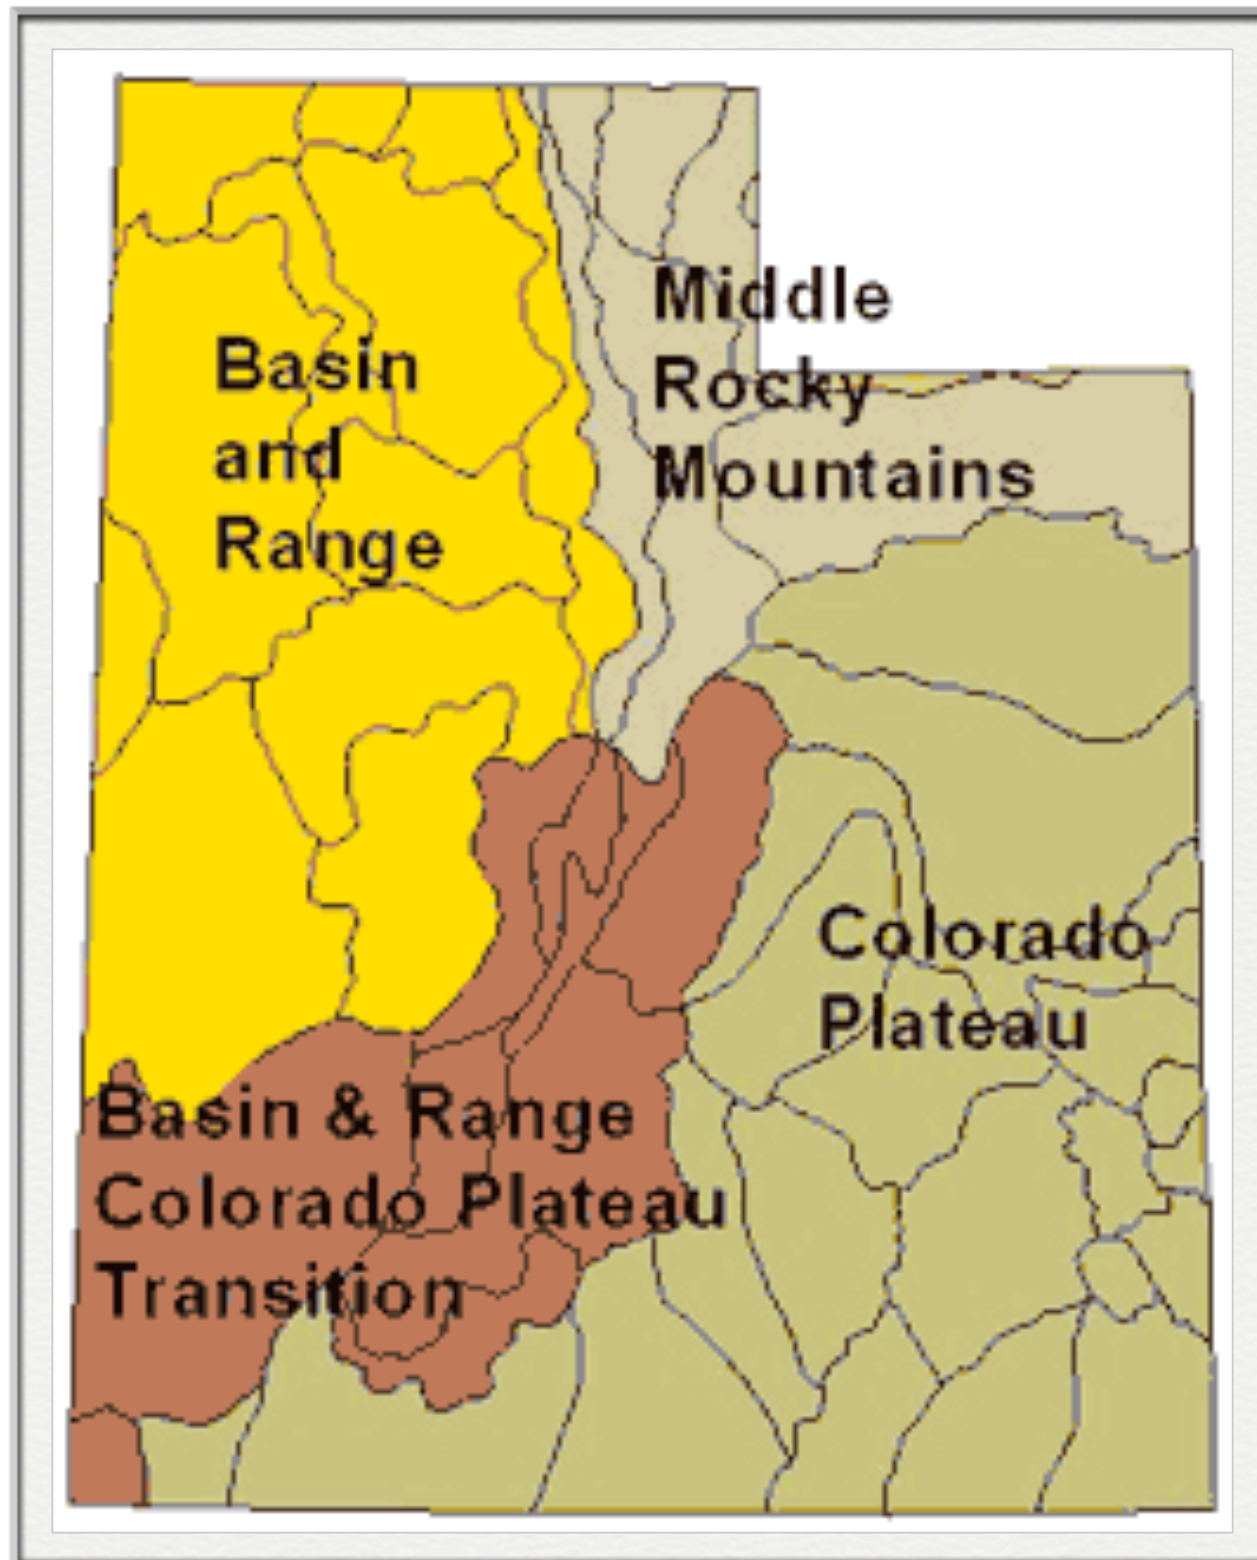 Middle
Rocky
Mountains
Basin
and
Range
Colorado
Plateau
Basin & Range
Colorado Plateau
Transition